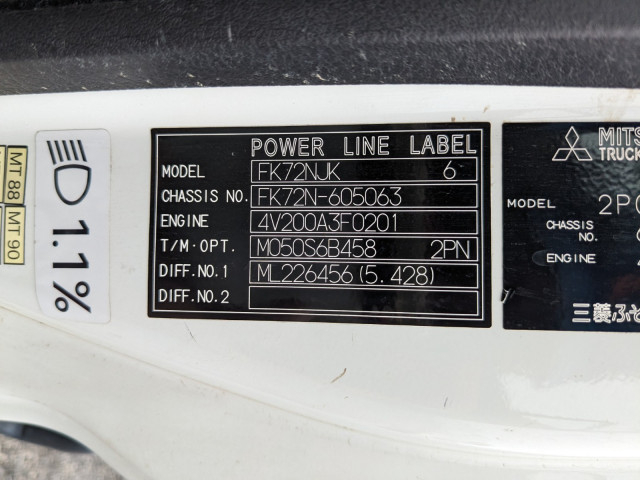 POWER LINE LABEL
MODEL FK72NJK 6
CHASSIS NO. FK72N-605063
ENGINE 4V200A3F0201
T/M·OPT. M050S6B458 2PN
DIFF.NO.1 ML226456(5.428)
DIFF.NO.2
1.1%
MT88
MT90
MITS
TRUCK
MODEL 2P
CHASSIS
NO.
ENGINE
三菱ふそ